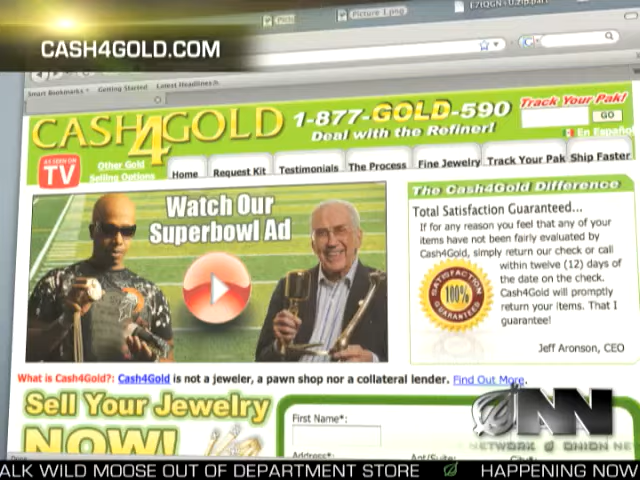 Picture 1.png
CASH4GOLD.COM
Smart Bookmarks
Getting Started
Latest Headlines
CASH4GOLD
1-877-GOLD-590
Deal with the Refiner!
Track Your Pak!
GO
En Español
AS SEEN ON
TV
Other Gold
Selling Options
Home
Request Kit
Testimonials
The Process
Fine Jewelry
Track Your Pak
Ship Faster
Watch Our
Superbowl Ad
The Cash4Gold Difference
Total Satisfaction Guaranteed...
If for any reason you feel that any of your
items have not been fairly evaluated by
Cash4Gold, simply return our check or call
within twelve (12) days of
the date on the check.
Cash4Gold will promptly
return your items. That I
guarantee!
SATISFACTION
100%
GUARANTEED
Jeff Aronson, CEO
What is Cash4Gold?: Cash4Gold is not a jeweler, a pawn shop nor a collateral lender. Find Out More.
Sell Your Jewelry
NOW!
First Name*:
Address*:
Apt/Suite:
City*:
NN
NETWORK
ONION NE
ALK WILD MOOSE OUT OF DEPARTMENT STORE
HAPPENING NOW